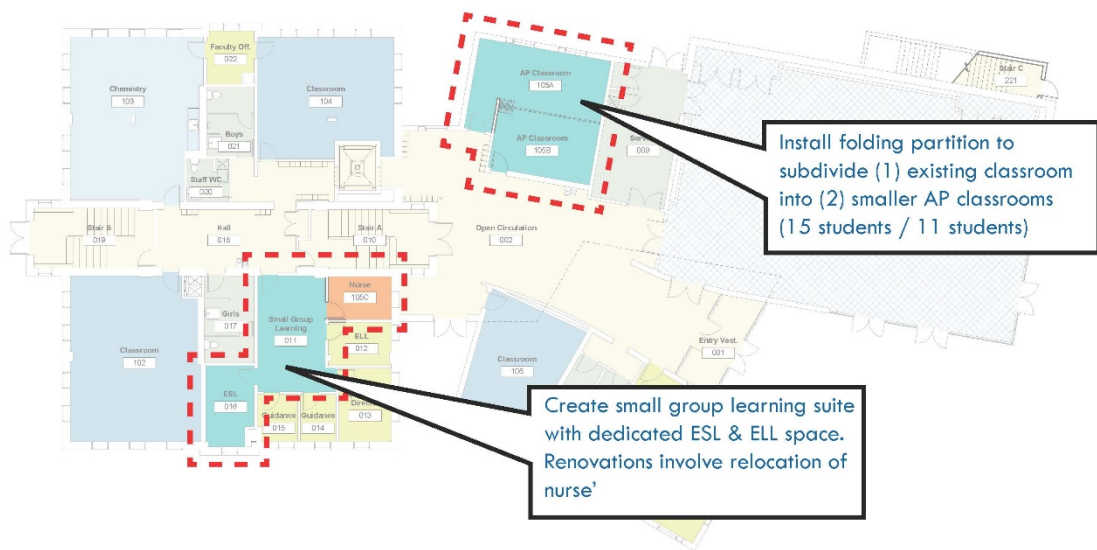 Faculty Off.
022
Chemistry
103
Classroom
104
Boys
021
Staff WC
020
AP Classroom
105A
AP Classroom
105B
009
Stair C
221
Install folding partition to
subdivide (1) existing classroom
into (2) smaller AP classrooms
(15 students / 11 students)
Stair B
019
Hall
018
Stair A
010
Open Circulation
002
Nurse
105C
Girls
017
Small Group
Learning
011
ELL
012
Classroom
102
ESL
016
Guidance
015
Guidance
014
013
Classroom
106
Entry Vest.
001
Create small group learning suite
with dedicated ESL & ELL space.
Renovations involve relocation of
nurse’